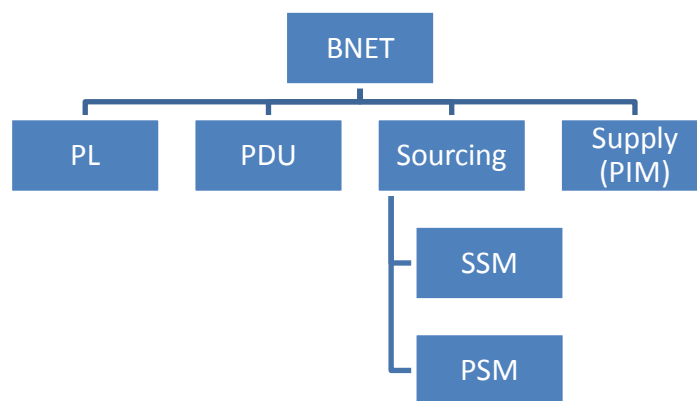 BNET
PL
PDU
Sourcing
Supply
(PIM)
SSM
PSM